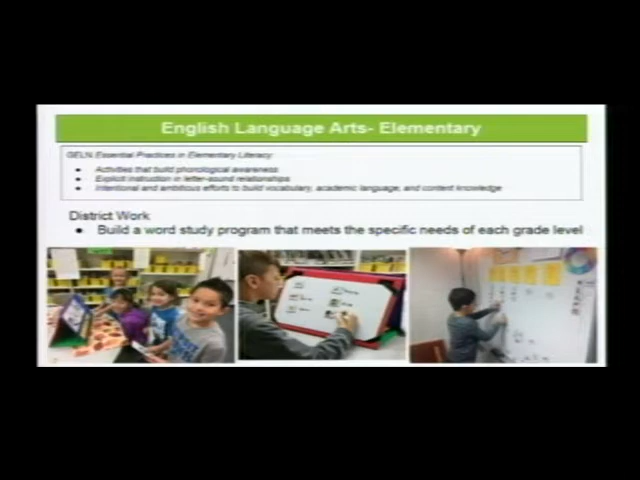 English Language Arts- Elementary
GELN Essential Practices in Elementary Literacy
● Activities that build phonological awareness
● Explicit instruction in letter-sound relationships
● Intentional and ambitious efforts to build vocabulary, academic language, and content knowledge
District Work
● Build a word study program that meets the specific needs of each grade level